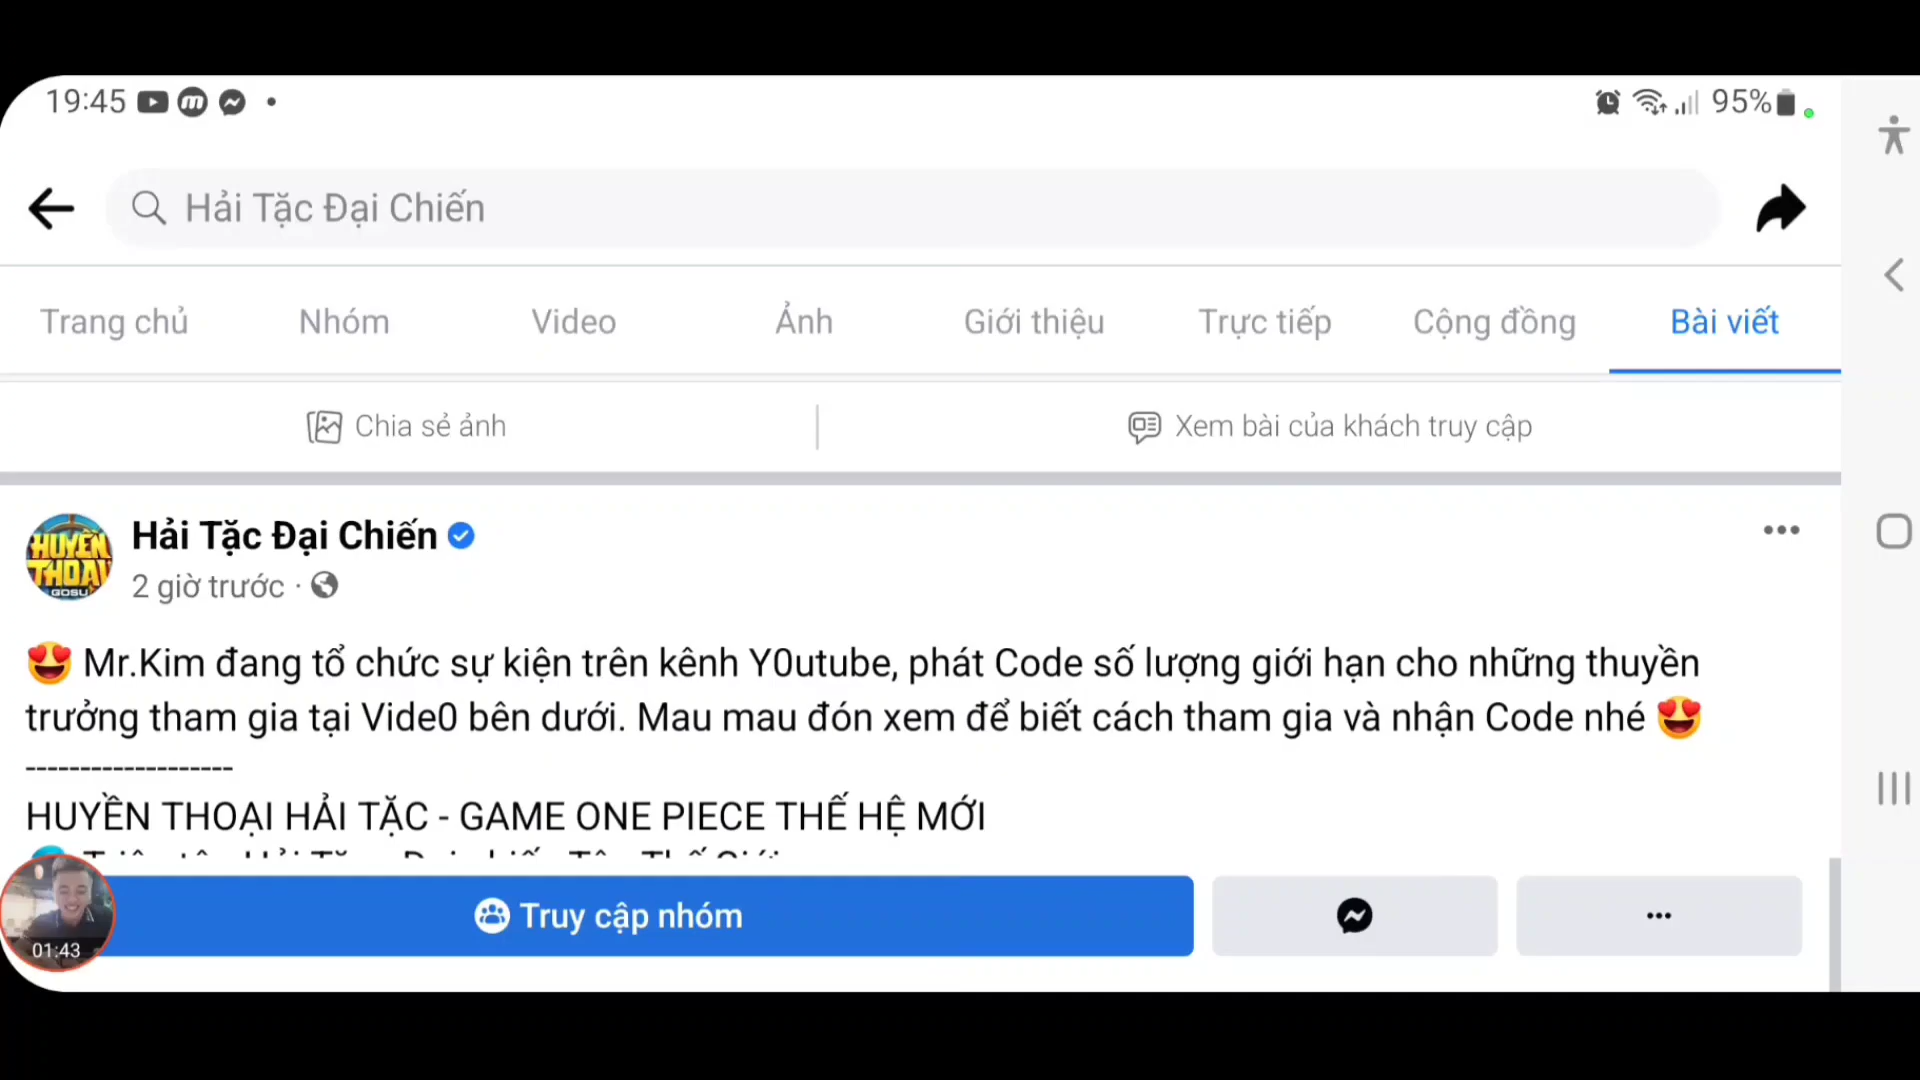 19:45
95%
Hải Tặc Đại Chiến
Trang chủ Nhóm Video Ảnh Giới thiệu Trực tiếp Cộng đồng Bài viết
Chia sẻ ảnh Xem bài của khách truy cập
HUYỀN THOẠI GOSU
Hải Tặc Đại Chiến
2 giờ trước ·
😍 Mr.Kim đang tổ chức sự kiện trên kênh Y0utube, phát Code số lượng giới hạn cho những thuyền
trưởng tham gia tại Vide0 bên dưới. Mau mau đón xem để biết cách tham gia và nhận Code nhé 😍
-------------------
HUYỀN THOẠI HẢI TẶC - GAME ONE PIECE THẾ HỆ MỚI
Truy cập nhóm
01:43